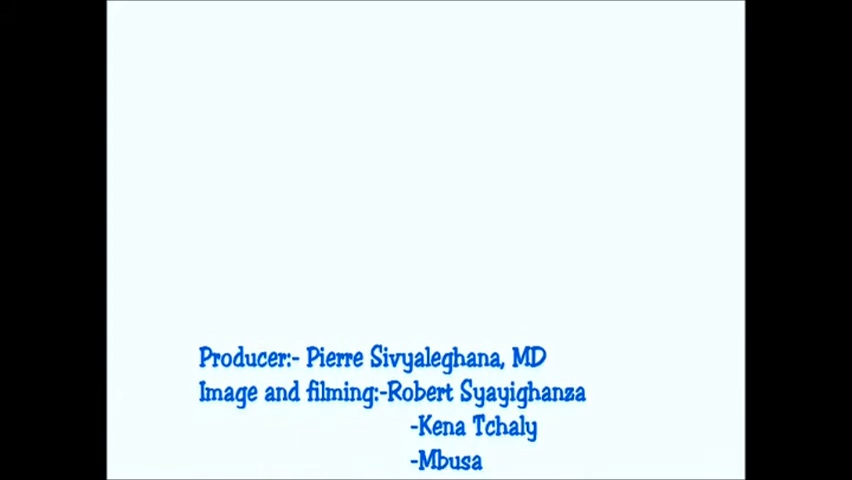 Producer:- Pierre Sivyaleghana, MD
Image and filming:-Robert Syayighanza
-Kena Tchaly
-Mbusa